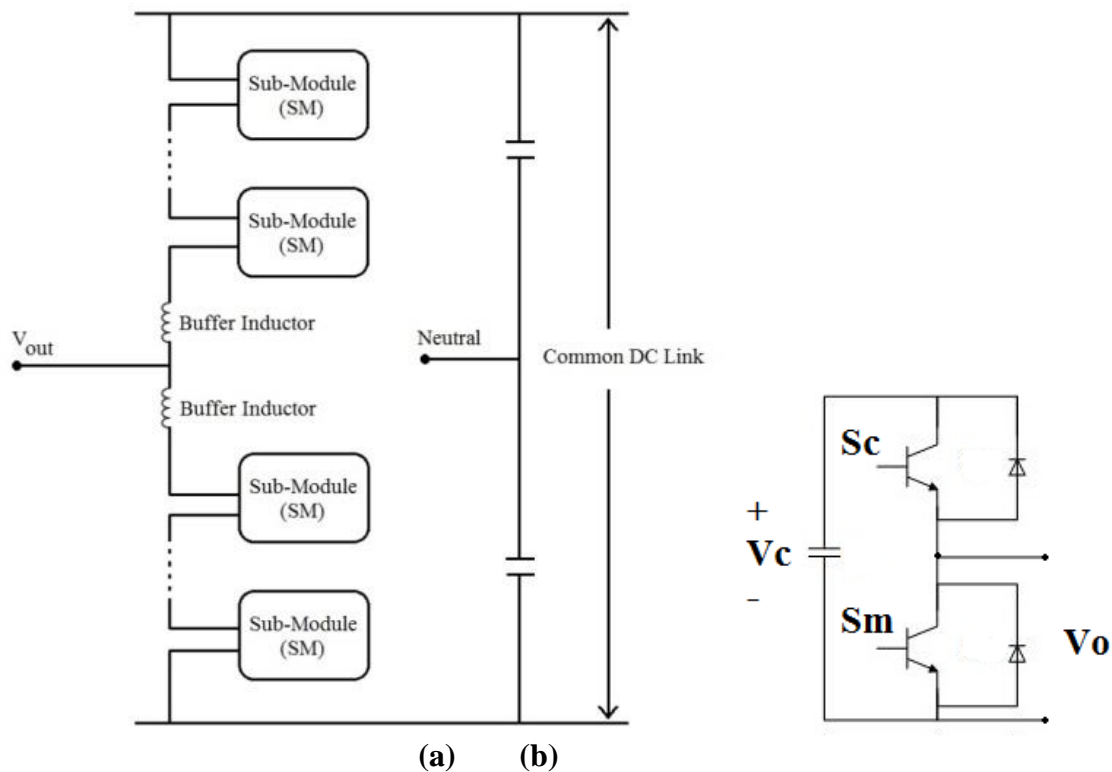 Sub-Module
(SM)
Sub-Module
(SM)
Buffer Inductor
Vout
Neutral
Common DC Link
Buffer Inductor
Sub-Module
(SM)
Sub-Module
(SM)
Sc
+
Vc
-
Sm
Vo
(a) (b)